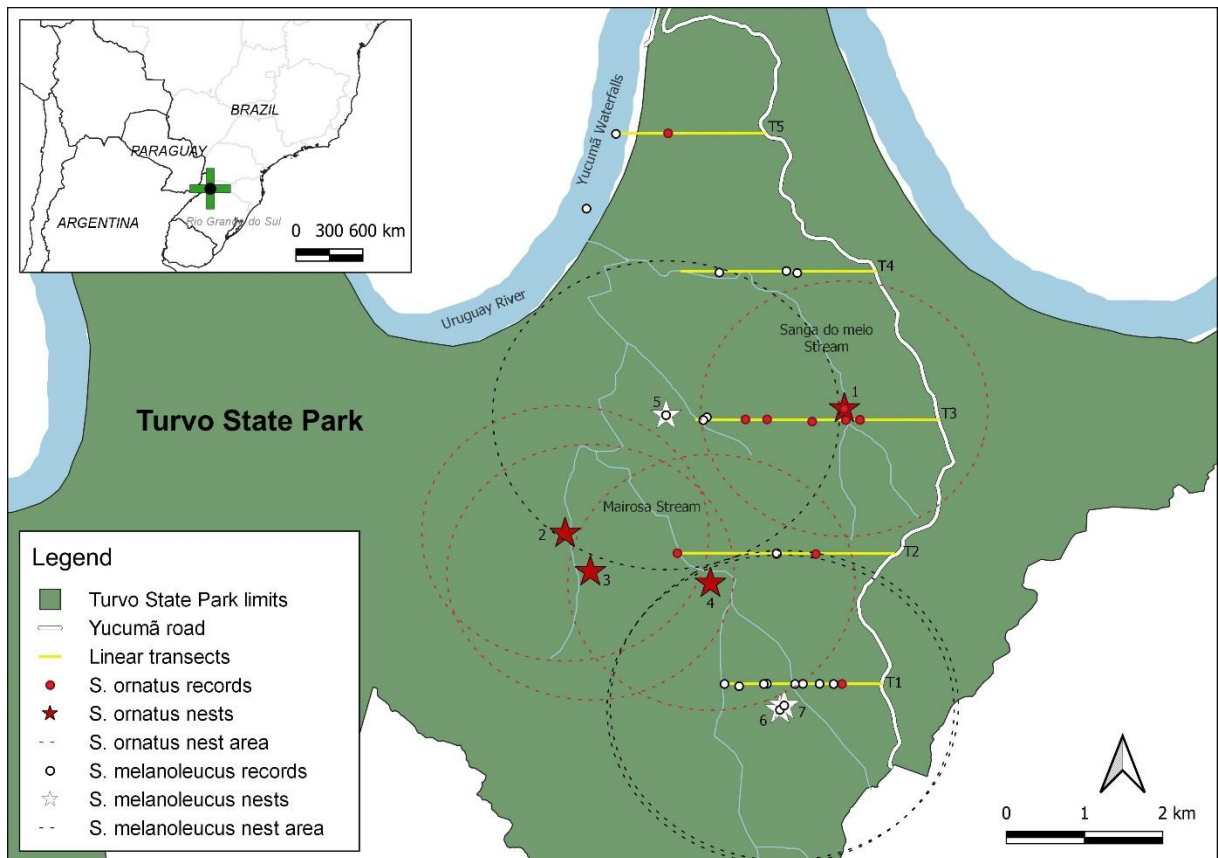 BRAZIL
PARAGUAY
ARGENTINA
Rio Grande do Sul
0 300 600 km
Yucumã Waterfalls
T5
Uruguay River
T4
Sanga do meio
Stream
1
5
T3
Turvo State Park
Mairosa Stream
2
3
4
T2
T1
6
7
Legend
Turvo State Park limits
Yucumã road
Linear transects
S. ornatus records
S. ornatus nests
S. ornatus nest area
S. melanoleucus records
S. melanoleucus nests
S. melanoleucus nest area
0 1 2 km